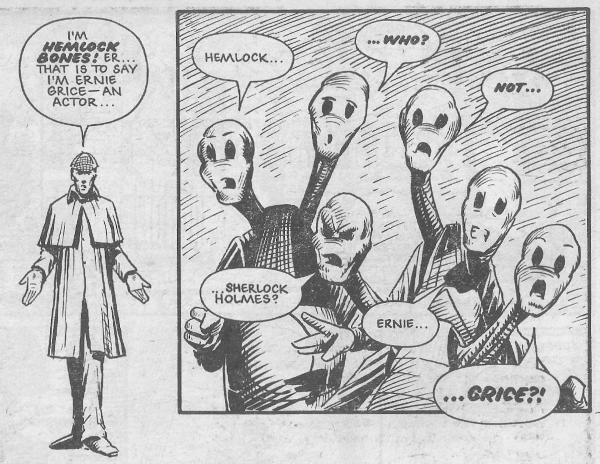 I'M
HEMLOCK
BONES! ER...
THAT IS TO SAY
I'M ERNIE
GRICE—AN
ACTOR...
HEMLOCK...
...WHO?
NOT...
...SHERLOCK
HOLMES?
ERNIE...
...GRICE?!